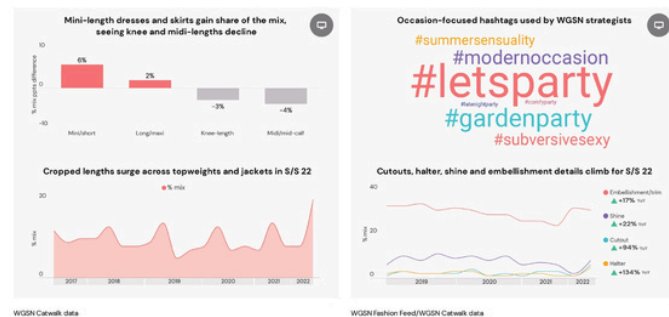 Mini-length dresses and skirts gain share of the mix,
seeing knee and midi-lengths decline
% mix ppts difference
10
0
-10
6%
2%
-3%
-4%
Mini/short
Long/maxi
Knee-length
Midi/mid-calf
Cropped lengths surge across topweights and jackets in S/S 22
% mix
% mix
20
0
2017
2018
2019
2020
2021
2022
WGSN Catwalk data
Occasion-focused hashtags used by WGSN strategists
#summersensuality
#modernoccasion
#letsparty
#latenightparty
#comfyparty
#gardenparty
#subversivesexy
Cutouts, halter, shine and embellishment details climb for S/S 22
% mix
40
20
0
2019
2020
2021
2022
Embellishment/trim
+17% YoY
Shine
+22% YoY
Cutout
+94% YoY
Halter
+134% YoY
WGSN Fashion Feed/WGSN Catwalk data